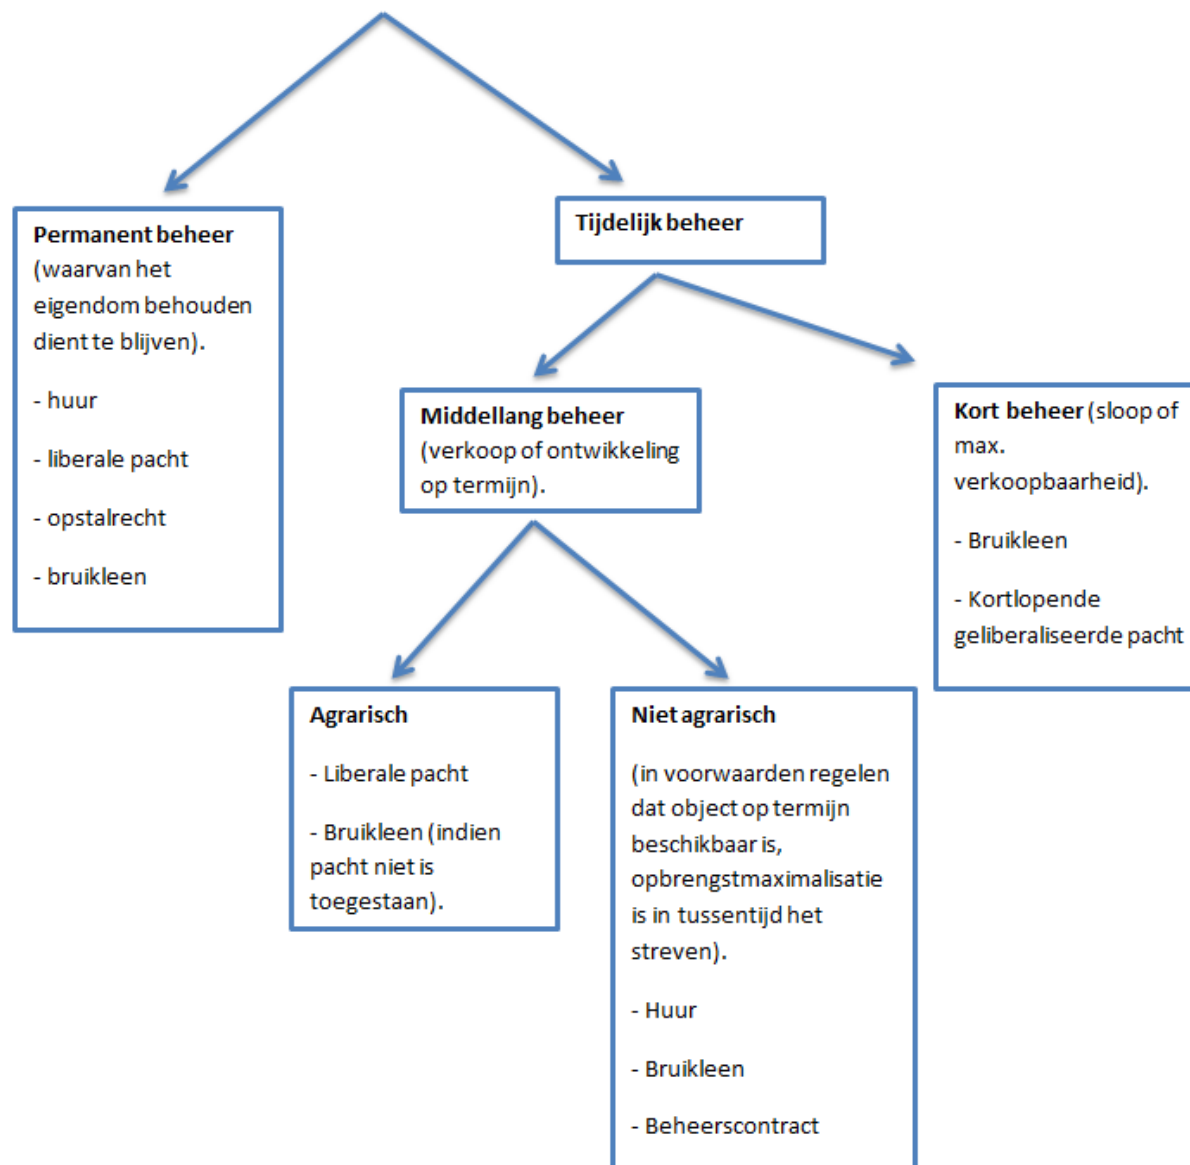 Permanent beheer
(waarvan het
eigendom behouden
dient te blijven).
- huur
- liberale pacht
- opstalrecht
- bruikleen
Tijdelijk beheer
Middellang beheer
(verkoop of ontwikkeling
op termijn).
Kort beheer (sloop of
max.
verkoopbaarheid).
- Bruikleen
- Kortlopende
geliberaliseerde pacht
Agrarisch
- Liberale pacht
- Bruikleen (indien
pacht niet is
toegestaan).
Niet agrarisch
(in voorwaarden regelen
dat object op termijn
beschikbaar is,
opbrengstmaximalisatie
is in tussentijd het
streven).
- Huur
- Bruikleen
- Beheerscontract